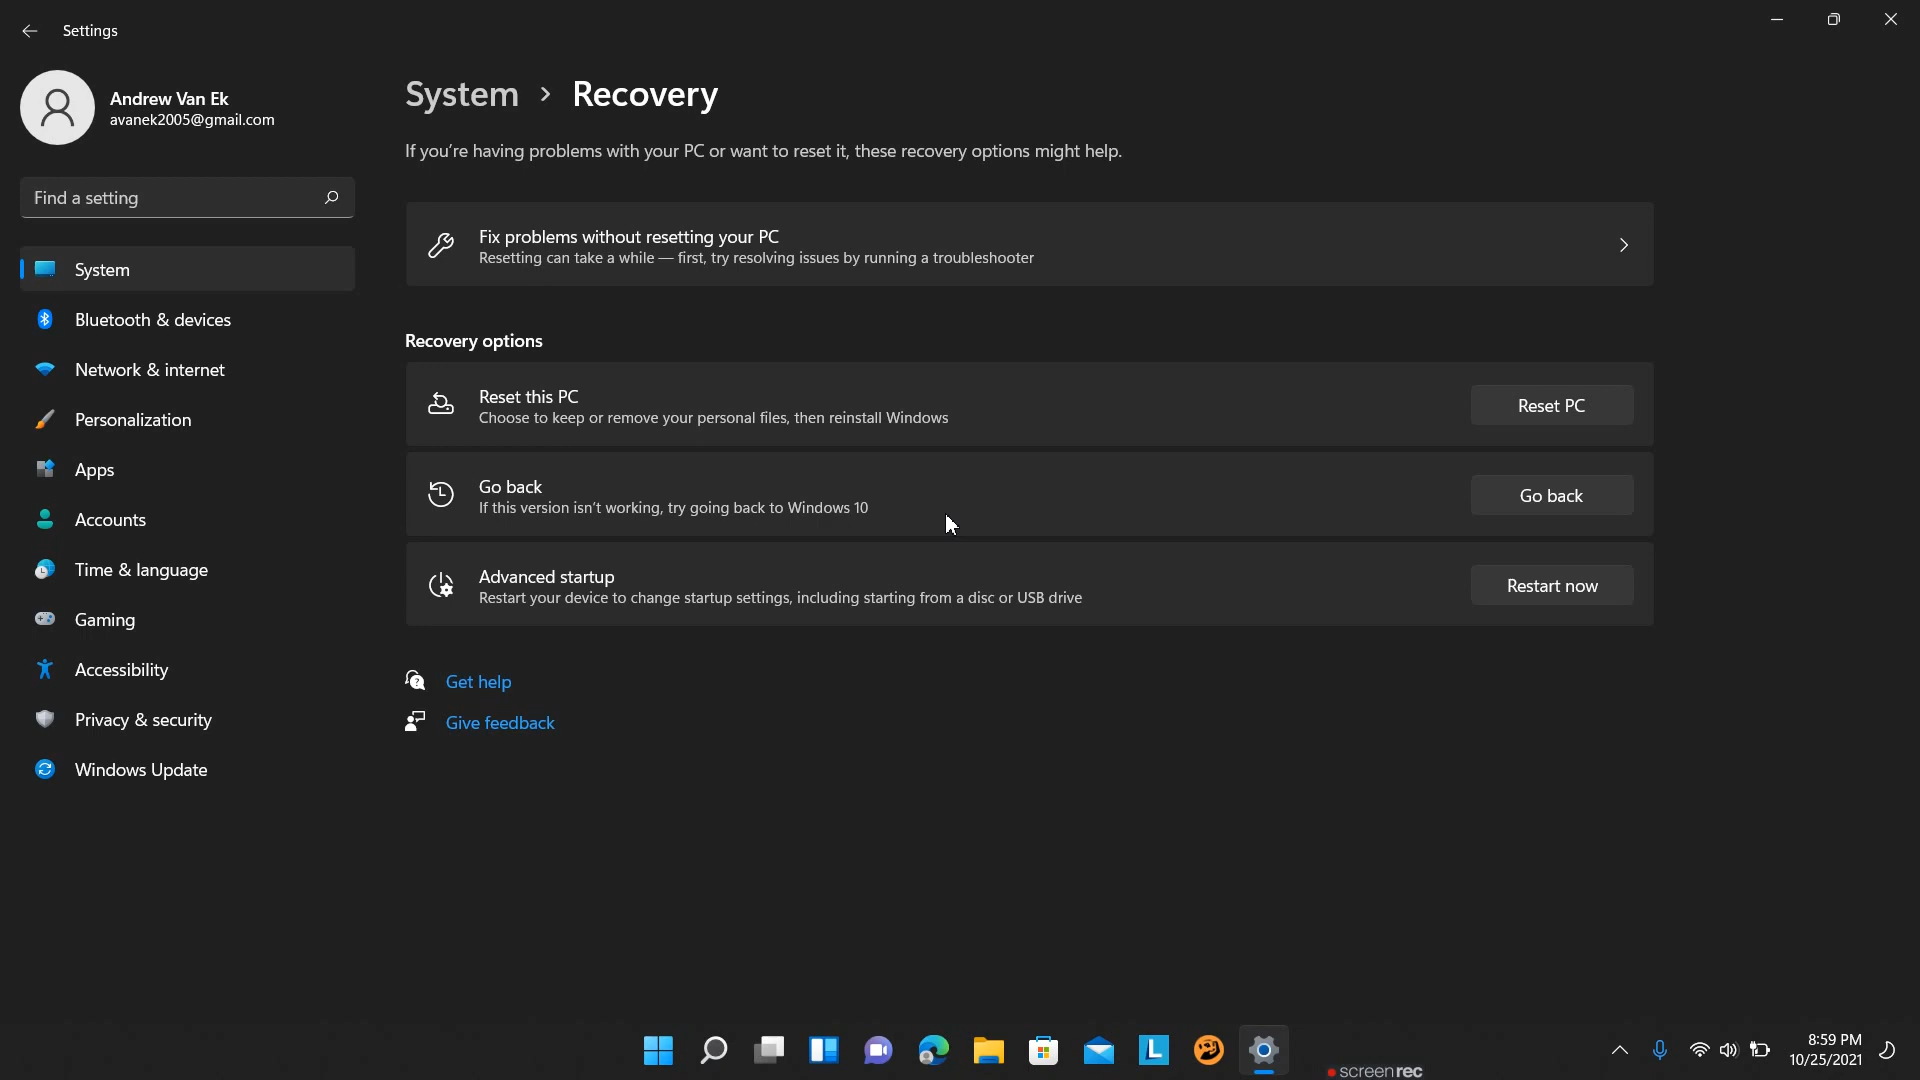 Settings
Andrew Van Ek
avanek2005@gmail.com
Find a setting
System
Bluetooth & devices
Network & internet
Personalization
Apps
Accounts
Time & language
Gaming
Accessibility
Privacy & security
Windows Update
System > Recovery
If you're having problems with your PC or want to reset it, these recovery options might help.
Fix problems without resetting your PC
Resetting can take a while — first, try resolving issues by running a troubleshooter
Recovery options
Reset this PC
Choose to keep or remove your personal files, then reinstall Windows
Reset PC
Go back
If this version isn't working, try going back to Windows 10
Go back
Advanced startup
Restart your device to change startup settings, including starting from a disc or USB drive
Restart now
Get help
Give feedback
L
screenrec
8:59 PM
10/25/2021